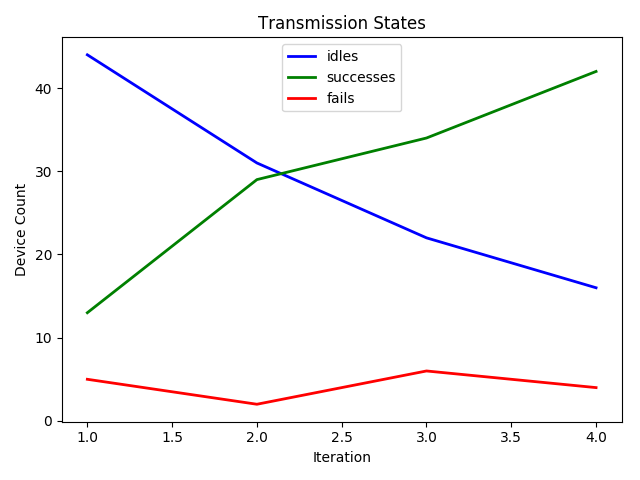 Transmission States
idles
successes
fails
Device Count
40
30
20
10
0
1.0 1.5 2.0 2.5 3.0 3.5 4.0
Iteration